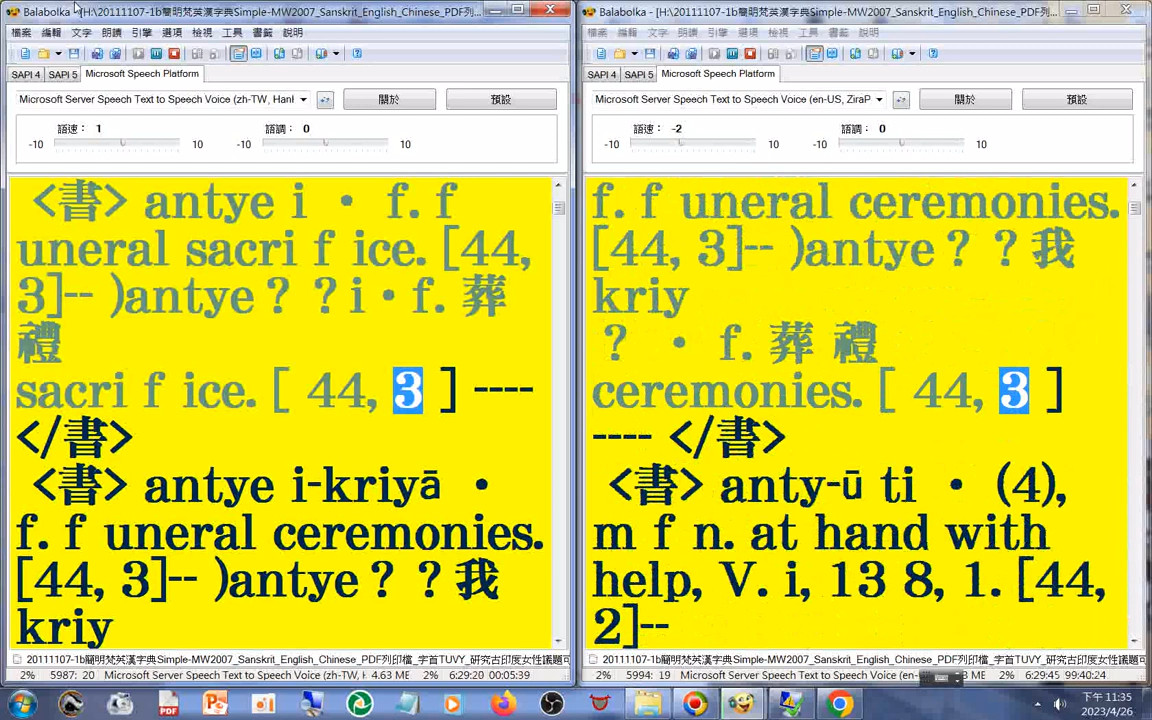 Balabolka - [H:\20111107-1b簡明梵英漢字典Simple-MW2007_Sanskrit_English_Chinese_PDF列...
檔案 編輯 文字 朗讀 引擎 選項 檢視 工具 書籤 說明
SAPI 4 SAPI 5 Microsoft Speech Platform
Microsoft Server Speech Text to Speech Voice (zh-TW, Hanl 關於 預設
語速： 1 語調： 0
-10 10 -10 10
<書> antye i ・ f. f
uneral sacri f ice. [44,
3]-- )antye？？i・f. 葬
禮
sacri f ice. [ 44, 3 ] ----
</書>
<書> antye i-kriyā ・
f. f uneral ceremonies.
[44, 3]-- )antye？？我
kriy
20111107-1b簡明梵英漢字典Simple-MW2007_Sanskrit_English_Chinese_PDF列印檔_字首TUVY_研究古印度女性議題可
2% 5987: 20 Microsoft Server Speech Text to Speech Voice (zh-TW, H 4.63 ME 2% 6:29:20 00:05:39
Balabolka - [H:\20111107-1b簡明梵英漢字典Simple-MW2007_Sanskrit_English_Chinese_PDF列...
檔案 編輯 文字 朗讀 引擎 選項 檢視 工具 書籤 說明
SAPI 4 SAPI 5 Microsoft Speech Platform
Microsoft Server Speech Text to Speech Voice (en-US, ZiraP 關於 預設
語速： -2 語調： 0
-10 10 -10 10
f. f uneral ceremonies.
[44, 3]-- )antye？？我
kriy
？ ・ f. 葬 禮
ceremonies. [ 44, 3 ]
---- </書>
<書> anty-ū ti ・ (4),
m f n. at hand with
help, V. i, 13 8, 1. [44,
2]--
20111107-1b簡明梵英漢字典Simple-MW2007_Sanskrit_English_Chinese_PDF列印檔_字首TUVY_研究古印度女性議題可
2% 5994: 19 Microsoft Server Speech Text to Speech Voice 3 ME 2% 6:29:45 99:40:24
下午 11:35
2023/4/26